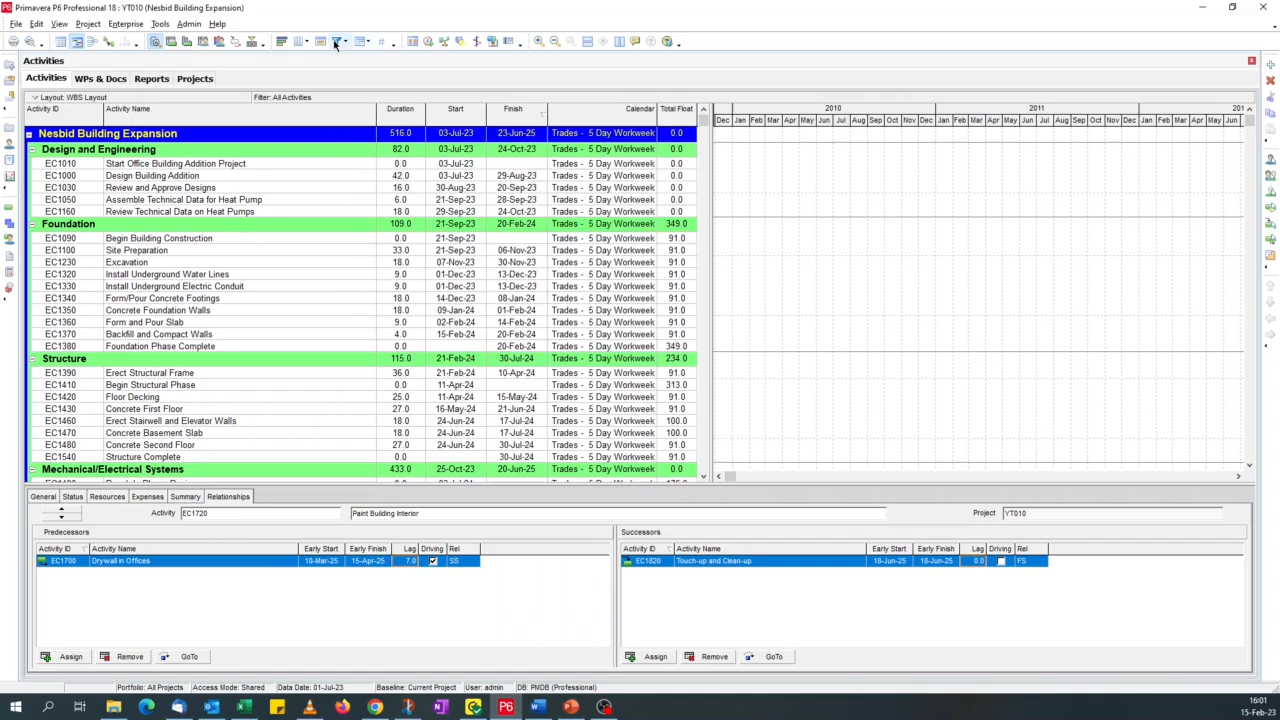 Primavera P6 Professional 18 : YT010 (Nesbid Building Expansion)
File Edit View Project Enterprise Tools Admin Help
Activities
Activities WPs & Docs Reports Projects
Layout: WBS Layout Filter: All Activities
Activity ID Activity Name Duration Start Finish Calendar Total Float 2010 2011 201
Dec Jan Feb Mar Apr May Jun Jul Aug Sep Oct Nov Dec Jan Feb Mar Apr May Jun Jul Aug Sep Oct Nov Dec Jan Feb Mar Apr May Jun
Nesbid Building Expansion 516.0 03-Jul-23 23-Jun-25 Trades - 5 Day Workweek 0.0
Design and Engineering 82.0 03-Jul-23 24-Oct-23 Trades - 5 Day Workweek 0.0
EC1010 Start Office Building Addition Project 0.0 03-Jul-23 Trades - 5 Day Workweek 0.0
EC1000 Design Building Addition 42.0 03-Jul-23 29-Aug-23 Trades - 5 Day Workweek 0.0
EC1030 Review and Approve Designs 16.0 30-Aug-23 20-Sep-23 Trades - 5 Day Workweek 0.0
EC1050 Assemble Technical Data for Heat Pump 6.0 21-Sep-23 28-Sep-23 Trades - 5 Day Workweek 0.0
EC1160 Review Technical Data on Heat Pumps 18.0 29-Sep-23 24-Oct-23 Trades - 5 Day Workweek 0.0
Foundation 109.0 21-Sep-23 20-Feb-24 Trades - 5 Day Workweek 349.0
EC1090 Begin Building Construction 0.0 21-Sep-23 Trades - 5 Day Workweek 91.0
EC1100 Site Preparation 33.0 21-Sep-23 06-Nov-23 Trades - 5 Day Workweek 91.0
EC1230 Excavation 18.0 07-Nov-23 30-Nov-23 Trades - 5 Day Workweek 91.0
EC1320 Install Underground Water Lines 9.0 01-Dec-23 13-Dec-23 Trades - 5 Day Workweek 91.0
EC1330 Install Underground Electric Conduit 9.0 01-Dec-23 13-Dec-23 Trades - 5 Day Workweek 91.0
EC1340 Form/Pour Concrete Footings 18.0 14-Dec-23 08-Jan-24 Trades - 5 Day Workweek 91.0
EC1350 Concrete Foundation Walls 18.0 09-Jan-24 01-Feb-24 Trades - 5 Day Workweek 91.0
EC1360 Form and Pour Slab 9.0 02-Feb-24 14-Feb-24 Trades - 5 Day Workweek 91.0
EC1370 Backfill and Compact Walls 4.0 15-Feb-24 20-Feb-24 Trades - 5 Day Workweek 91.0
EC1380 Foundation Phase Complete 0.0 20-Feb-24 Trades - 5 Day Workweek 349.0
Structure 115.0 21-Feb-24 30-Jul-24 Trades - 5 Day Workweek 234.0
EC1390 Erect Structural Frame 36.0 21-Feb-24 10-Apr-24 Trades - 5 Day Workweek 91.0
EC1410 Begin Structural Phase 0.0 11-Apr-24 Trades - 5 Day Workweek 313.0
EC1420 Floor Decking 25.0 11-Apr-24 15-May-24 Trades - 5 Day Workweek 91.0
EC1430 Concrete First Floor 27.0 16-May-24 21-Jun-24 Trades - 5 Day Workweek 91.0
EC1460 Erect Stairwell and Elevator Walls 18.0 24-Jun-24 17-Jul-24 Trades - 5 Day Workweek 100.0
EC1470 Concrete Basement Slab 18.0 24-Jun-24 17-Jul-24 Trades - 5 Day Workweek 100.0
EC1480 Concrete Second Floor 27.0 24-Jun-24 30-Jul-24 Trades - 5 Day Workweek 91.0
EC1540 Structure Complete 0.0 30-Jul-24 Trades - 5 Day Workweek 91.0
Mechanical/Electrical Systems 433.0 25-Oct-23 20-Jun-25 Trades - 5 Day Workweek 0.0
General Status Resources Expenses Summary Relationships
Activity EC1720 Paint Building Interior Project YT010
Predecessors Successors
Activity ID Activity Name Early Start Early Finish Lag Driving Rel Activity ID Activity Name Early Start Early Finish Lag Driving Rel
EC1700 Drywall in Offices 10-Mar-25 15-Apr-25 7.0 SS EC1820 Touch-up and Clean-up 18-Jun-25 18-Jun-25 0.0 FS
Assign Remove GoTo Assign Remove GoTo
Portfolio: All Projects Access Mode: Shared Data Date: 01-Jul-23 Baseline: Current Project User: admin DB: PMDB (Professional)
16:01
15-Feb-23